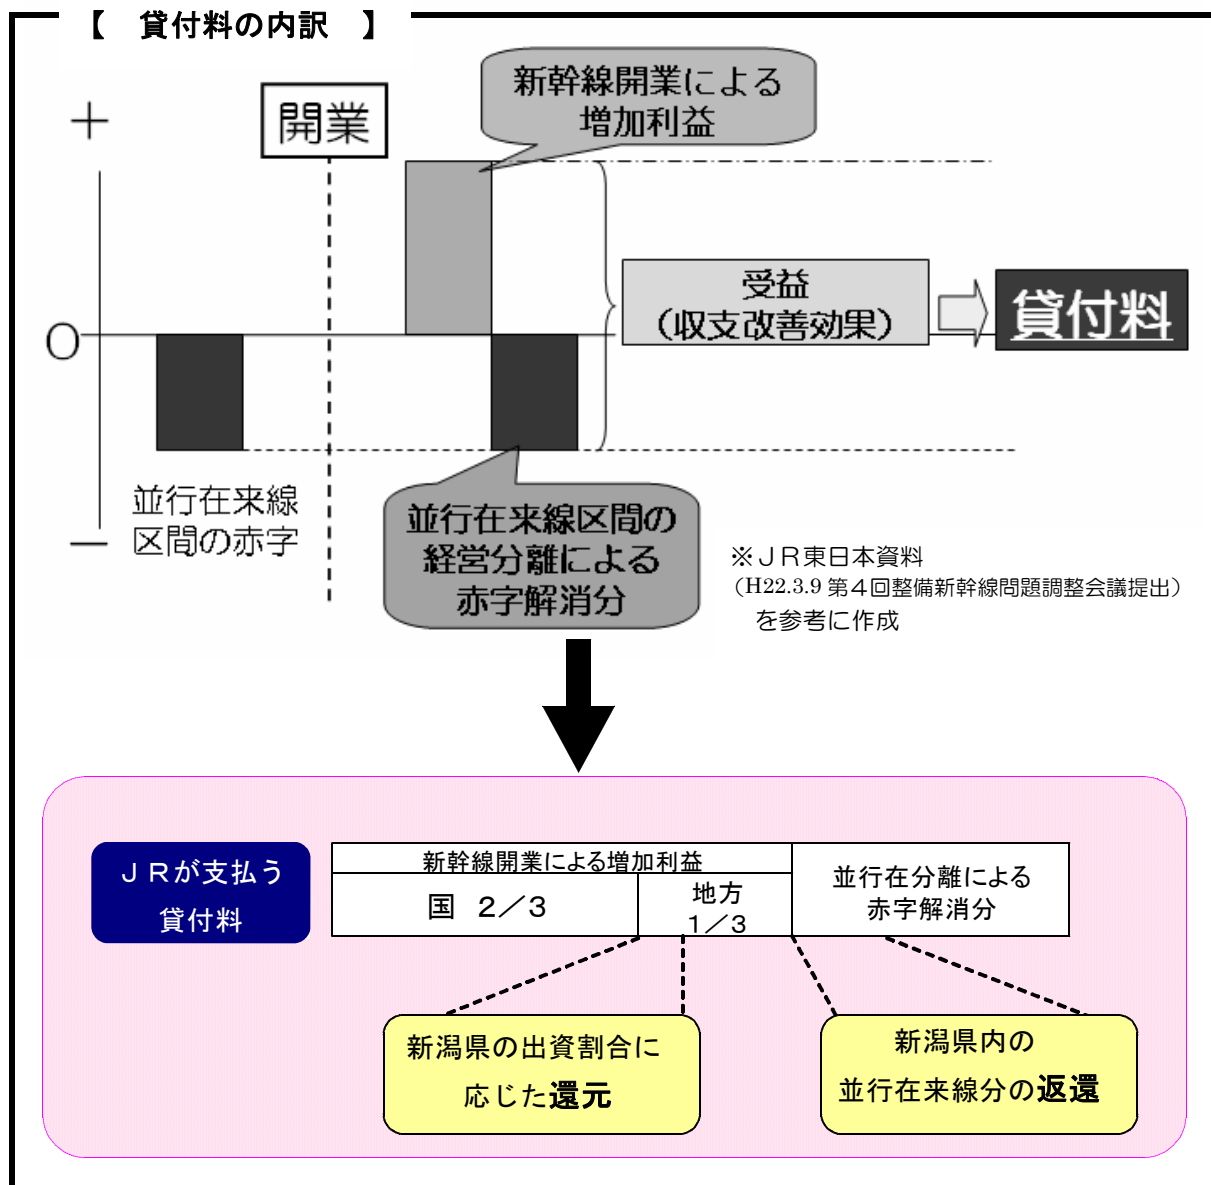 【　貸付料の内訳　】
新幹線開業による
増加利益
＋
開業
受益
（収支改善効果）
貸付料
0
並行在来線
区間の赤字
－
並行在来線区間の
経営分離による
赤字解消分
※ＪＲ東日本資料
（H22.3.9 第４回整備新幹線問題調整会議提出）
を参考に作成
ＪＲが支払う
貸付料
新幹線開業による増加利益
国　２／３
地方
１／３
並行在分離による
赤字解消分
新潟県の出資割合に
応じた還元
新潟県内の
並行在来線分の返還